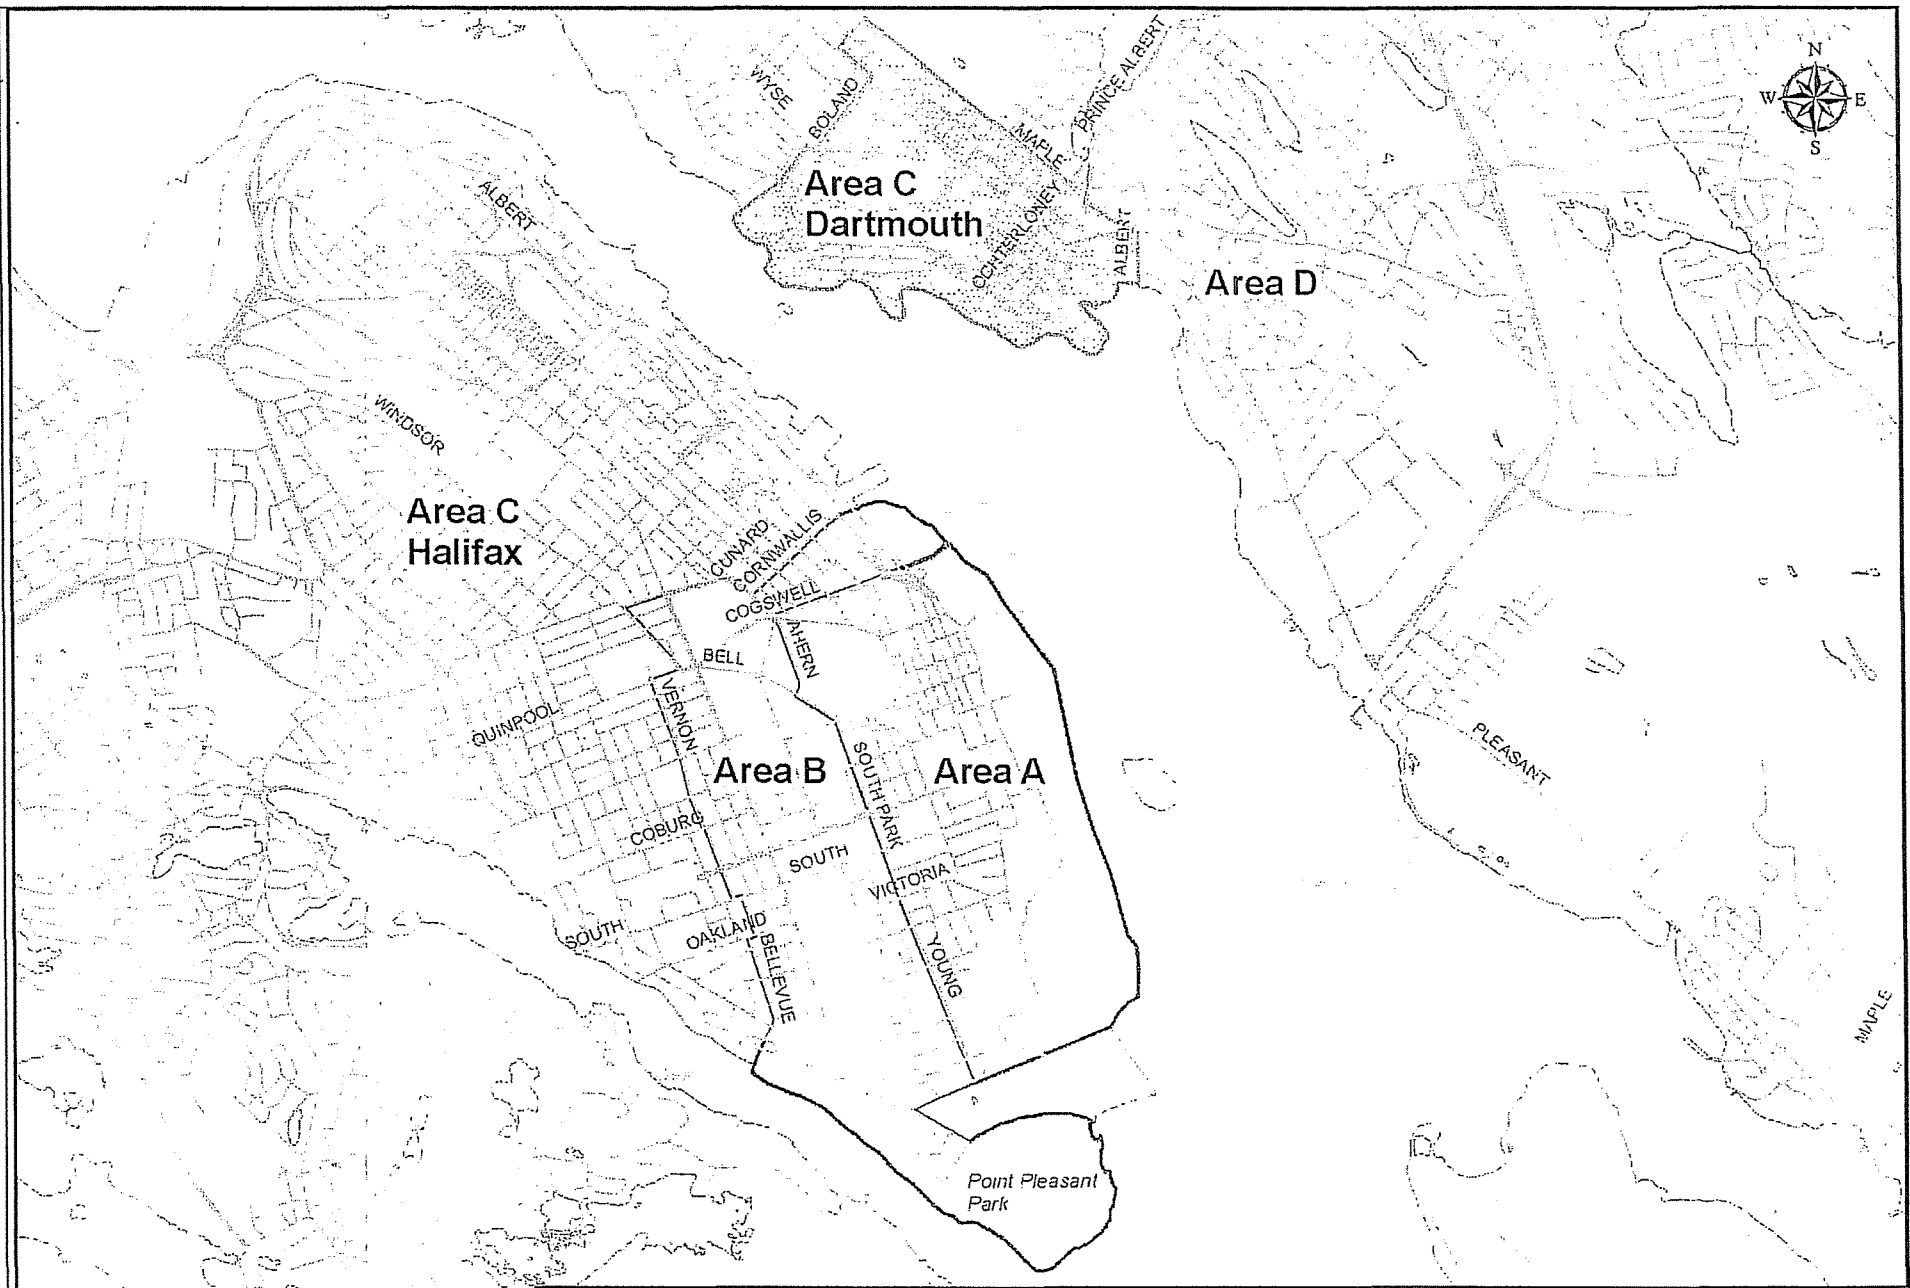 N
W E
S
WYSE
BOLAND
MAPLE
PRINCE ALBERT
Area C
Dartmouth
OCHTERLONEY
ALBERT
Area D
ALBERT
WINDSOR
Area C
Halifax
CUNARD
CORNWALLIS
COGSWELL
AHERN
BELL
VERNON
QUINPOOL
Area B
SOUTH PARK
Area A
PLEASANT
COBURG
SOUTH
VICTORIA
SOUTH
OAKLAND
BELLEVUE
YOUNG
MAPLE
Point Pleasant
Park